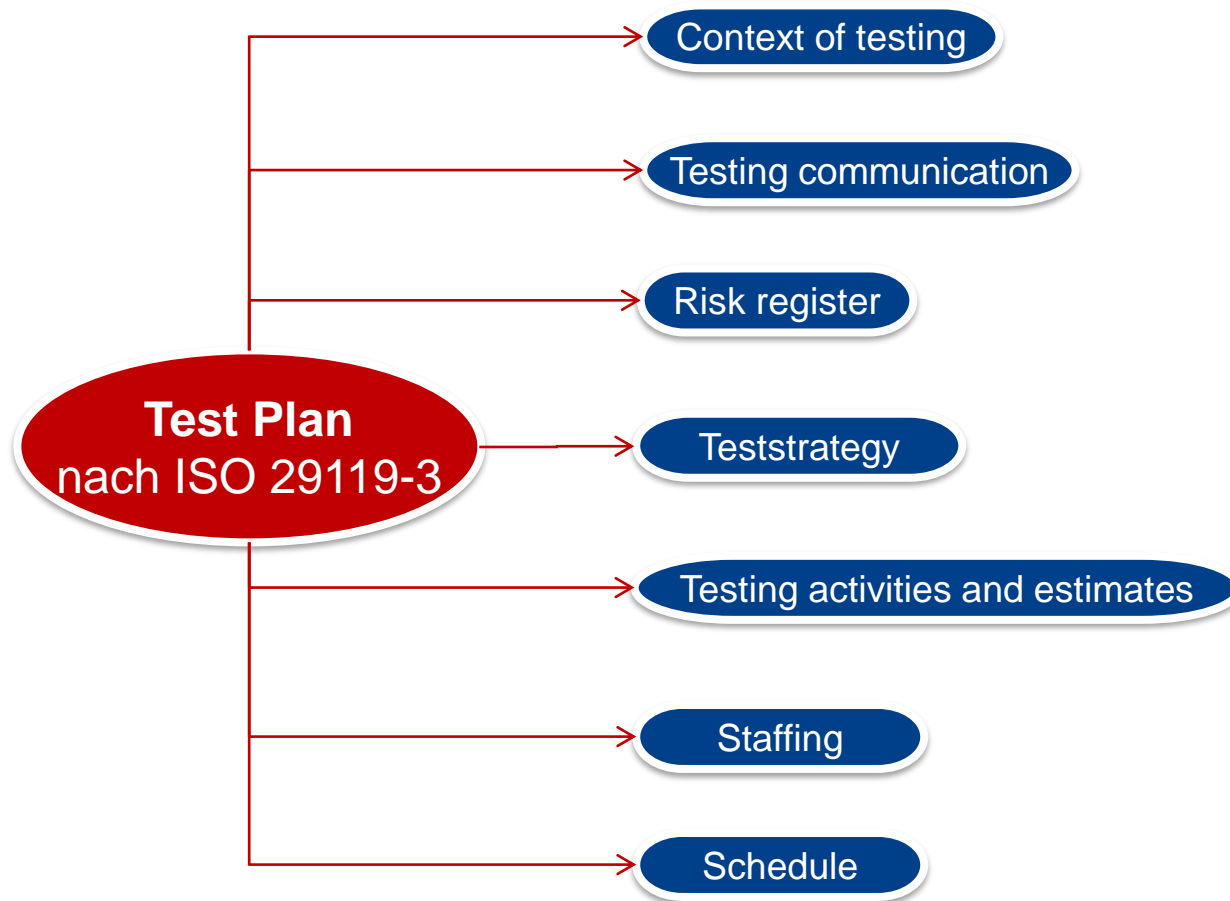 Context of testing
Testing communication
Risk register
Test Plan
nach ISO 29119-3
Teststrategy
Testing activities and estimates
Staffing
Schedule